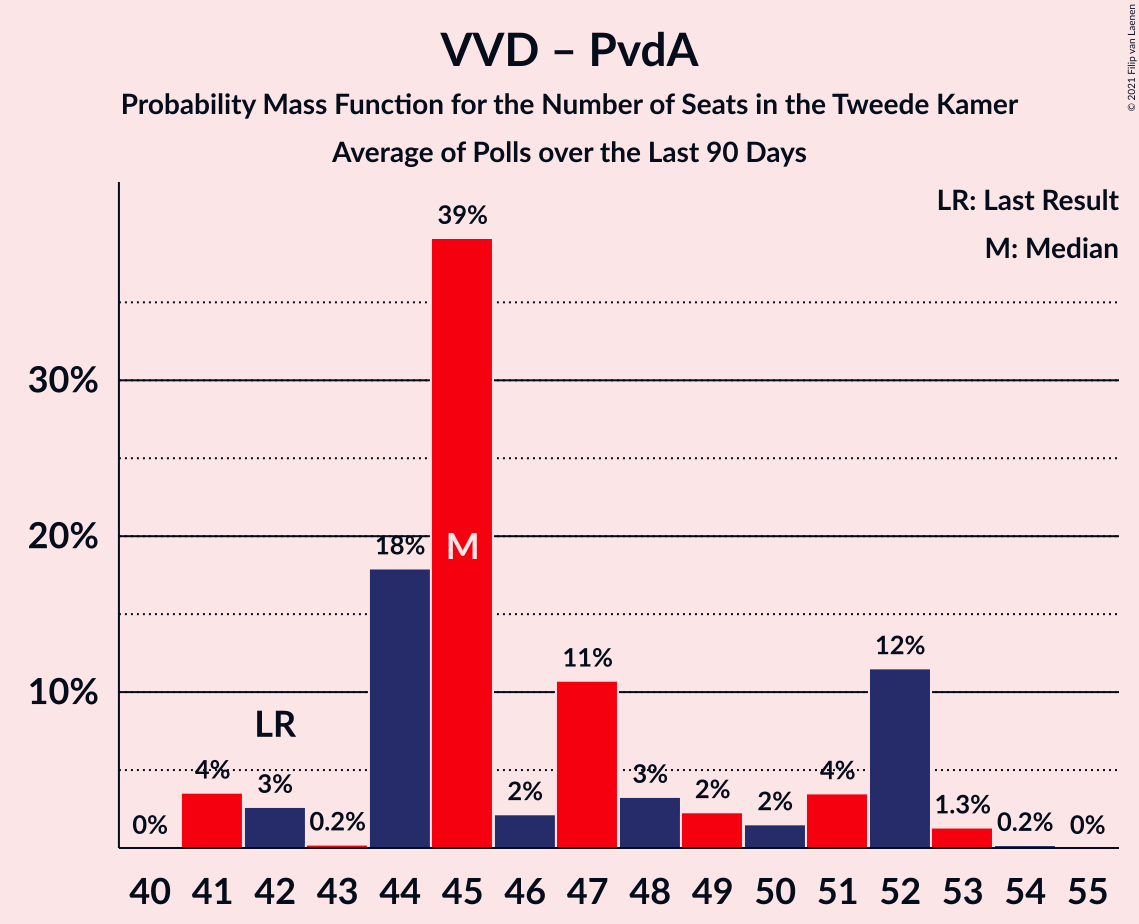 VVD – PvdA
Probability Mass Function for the Number of Seats in the Tweede Kamer
Average of Polls over the Last 90 Days
© 2021 Filip van Laenen
LR: Last Result
M: Median
39%
30%
20%
18%
M
12%
11%
10%
LR
4%
3%
0.2%
0%
2%
3%
2%
2%
4%
1.3%
0.2%
0%
40 41 42 43 44 45 46 47 48 49 50 51 52 53 54 55